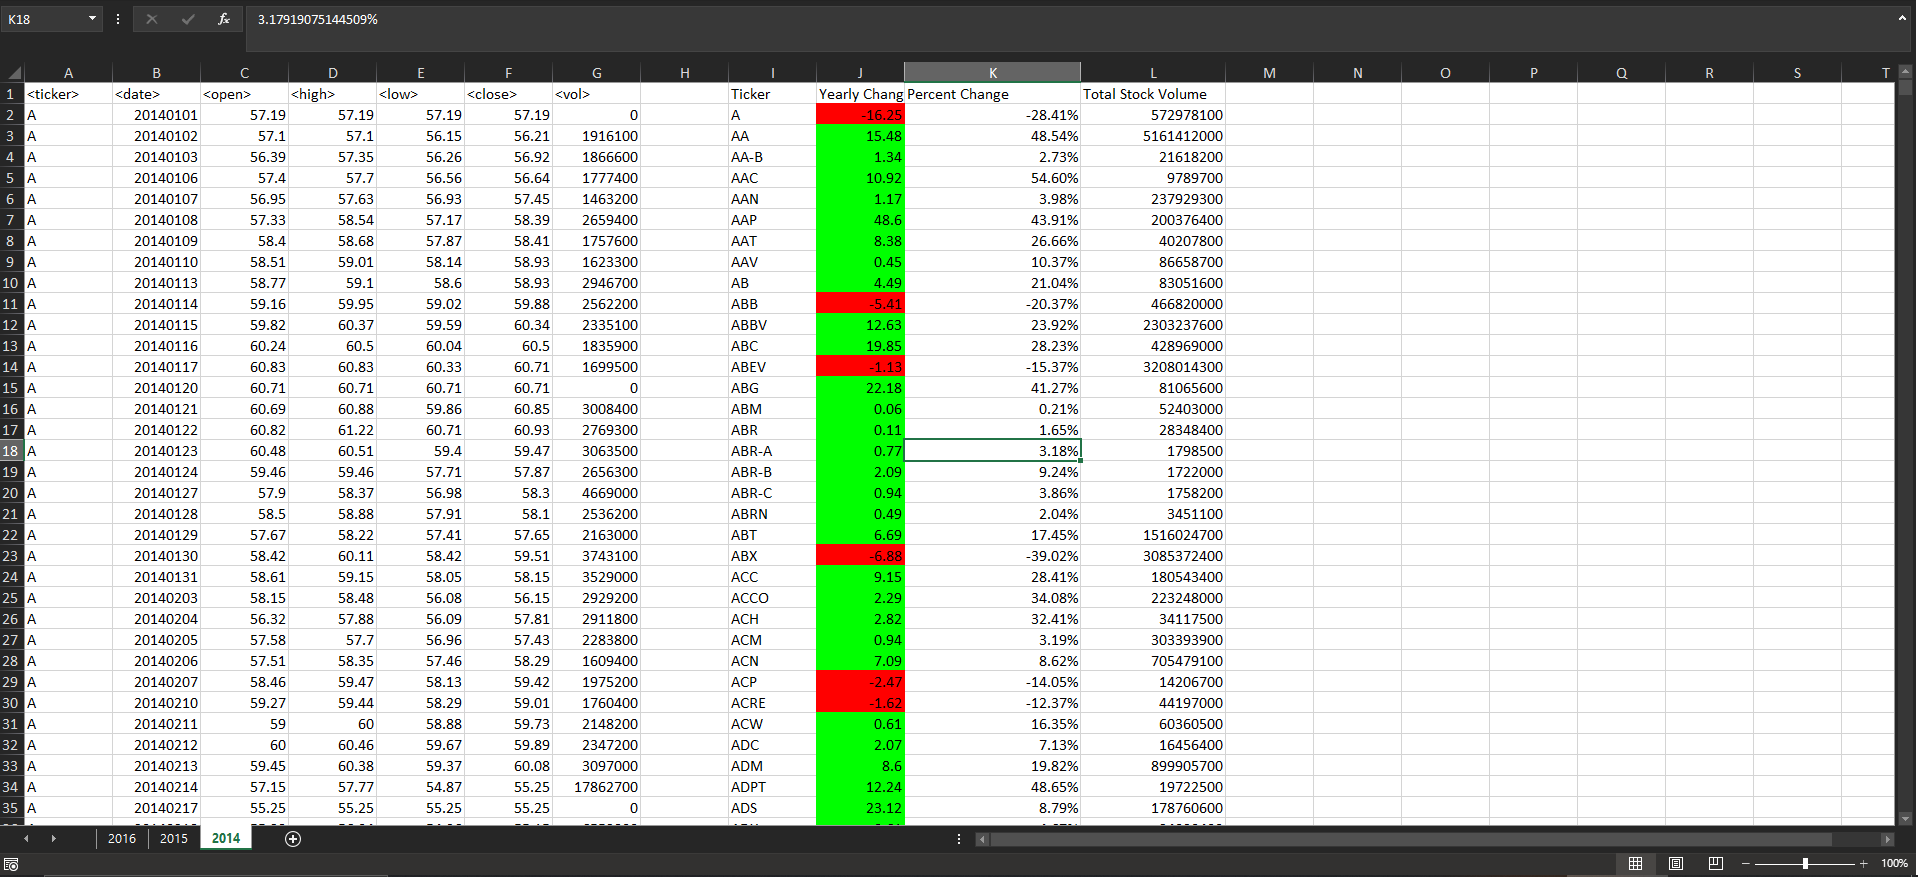 K18 fx 3.17919075144509%
A B C D E F G H I J K L M N O P Q R S T
1 <ticker> <date> <open> <high> <low> <close> <vol> Ticker Yearly Chang Percent Change Total Stock Volume
2 A 20140101 57.19 57.19 57.19 57.19 0 A -16.25 -28.41% 572978100
3 A 20140102 57.1 57.1 56.15 56.21 1916100 AA 15.48 48.54% 5161412000
4 A 20140103 56.39 57.35 56.26 56.92 1866600 AA-B 1.34 2.73% 21618200
5 A 20140106 57.4 57.7 56.56 56.64 1777400 AAC 10.92 54.60% 9789700
6 A 20140107 56.95 57.63 56.93 57.45 1463200 AAN 1.17 3.98% 237929300
7 A 20140108 57.33 58.54 57.17 58.39 2659400 AAP 48.6 43.91% 200376400
8 A 20140109 58.4 58.68 57.87 58.41 1757600 AAT 8.38 26.66% 40207800
9 A 20140110 58.51 59.01 58.14 58.93 1623300 AAV 0.45 10.37% 86658700
10 A 20140113 58.77 59.1 58.6 58.93 2946700 AB 4.49 21.04% 83051600
11 A 20140114 59.16 59.95 59.02 59.88 2562200 ABB -5.41 -20.37% 466820000
12 A 20140115 59.82 60.37 59.59 60.34 2335100 ABBV 12.63 23.92% 2303237600
13 A 20140116 60.24 60.5 60.04 60.5 1835900 ABC 19.85 28.23% 428969000
14 A 20140117 60.83 60.83 60.33 60.71 1699500 ABEV -1.13 -15.37% 3208014300
15 A 20140120 60.71 60.71 60.71 60.71 0 ABG 22.18 41.27% 81065600
16 A 20140121 60.69 60.88 59.86 60.85 3008400 ABM 0.06 0.21% 52403000
17 A 20140122 60.82 61.22 60.71 60.93 2769300 ABR 0.11 1.65% 28348400
18 A 20140123 60.48 60.51 59.4 59.47 3063500 ABR-A 0.77 3.18% 1798500
19 A 20140124 59.46 59.46 57.71 57.87 2656300 ABR-B 2.09 9.24% 1722000
20 A 20140127 57.9 58.37 56.98 58.3 4669000 ABR-C 0.94 3.86% 1758200
21 A 20140128 58.5 58.88 57.91 58.1 2536200 ABRN 0.49 2.04% 3451100
22 A 20140129 57.67 58.22 57.41 57.65 2163000 ABT 6.69 17.45% 1516024700
23 A 20140130 58.42 60.11 58.42 59.51 3743100 ABX -6.88 -39.02% 3085372400
24 A 20140131 58.61 59.15 58.05 58.15 3529000 ACC 9.15 28.41% 180543400
25 A 20140203 58.15 58.48 56.08 56.15 2929200 ACCO 2.29 34.08% 223248000
26 A 20140204 56.32 57.88 56.09 57.81 2911800 ACH 2.82 32.41% 34117500
27 A 20140205 57.58 57.7 56.96 57.43 2283800 ACM 0.94 3.19% 303393900
28 A 20140206 57.51 58.35 57.46 58.29 1609400 ACN 7.09 8.62% 705479100
29 A 20140207 58.46 59.47 58.13 59.42 1975200 ACP -2.47 -14.05% 14206700
30 A 20140210 59.27 59.44 58.29 59.01 1760400 ACRE -1.62 -12.37% 44197000
31 A 20140211 59 60 58.88 59.73 2148200 ACW 0.61 16.35% 60360500
32 A 20140212 60 60.46 59.67 59.89 2347200 ADC 2.07 7.13% 16456400
33 A 20140213 59.45 60.38 59.37 60.08 3097000 ADM 8.6 19.82% 899905700
34 A 20140214 57.15 57.77 54.87 55.25 17862700 ADPT 12.24 48.65% 19722500
35 A 20140217 55.25 55.25 55.25 55.25 0 ADS 23.12 8.79% 178760600
2016 2015 2014
100%